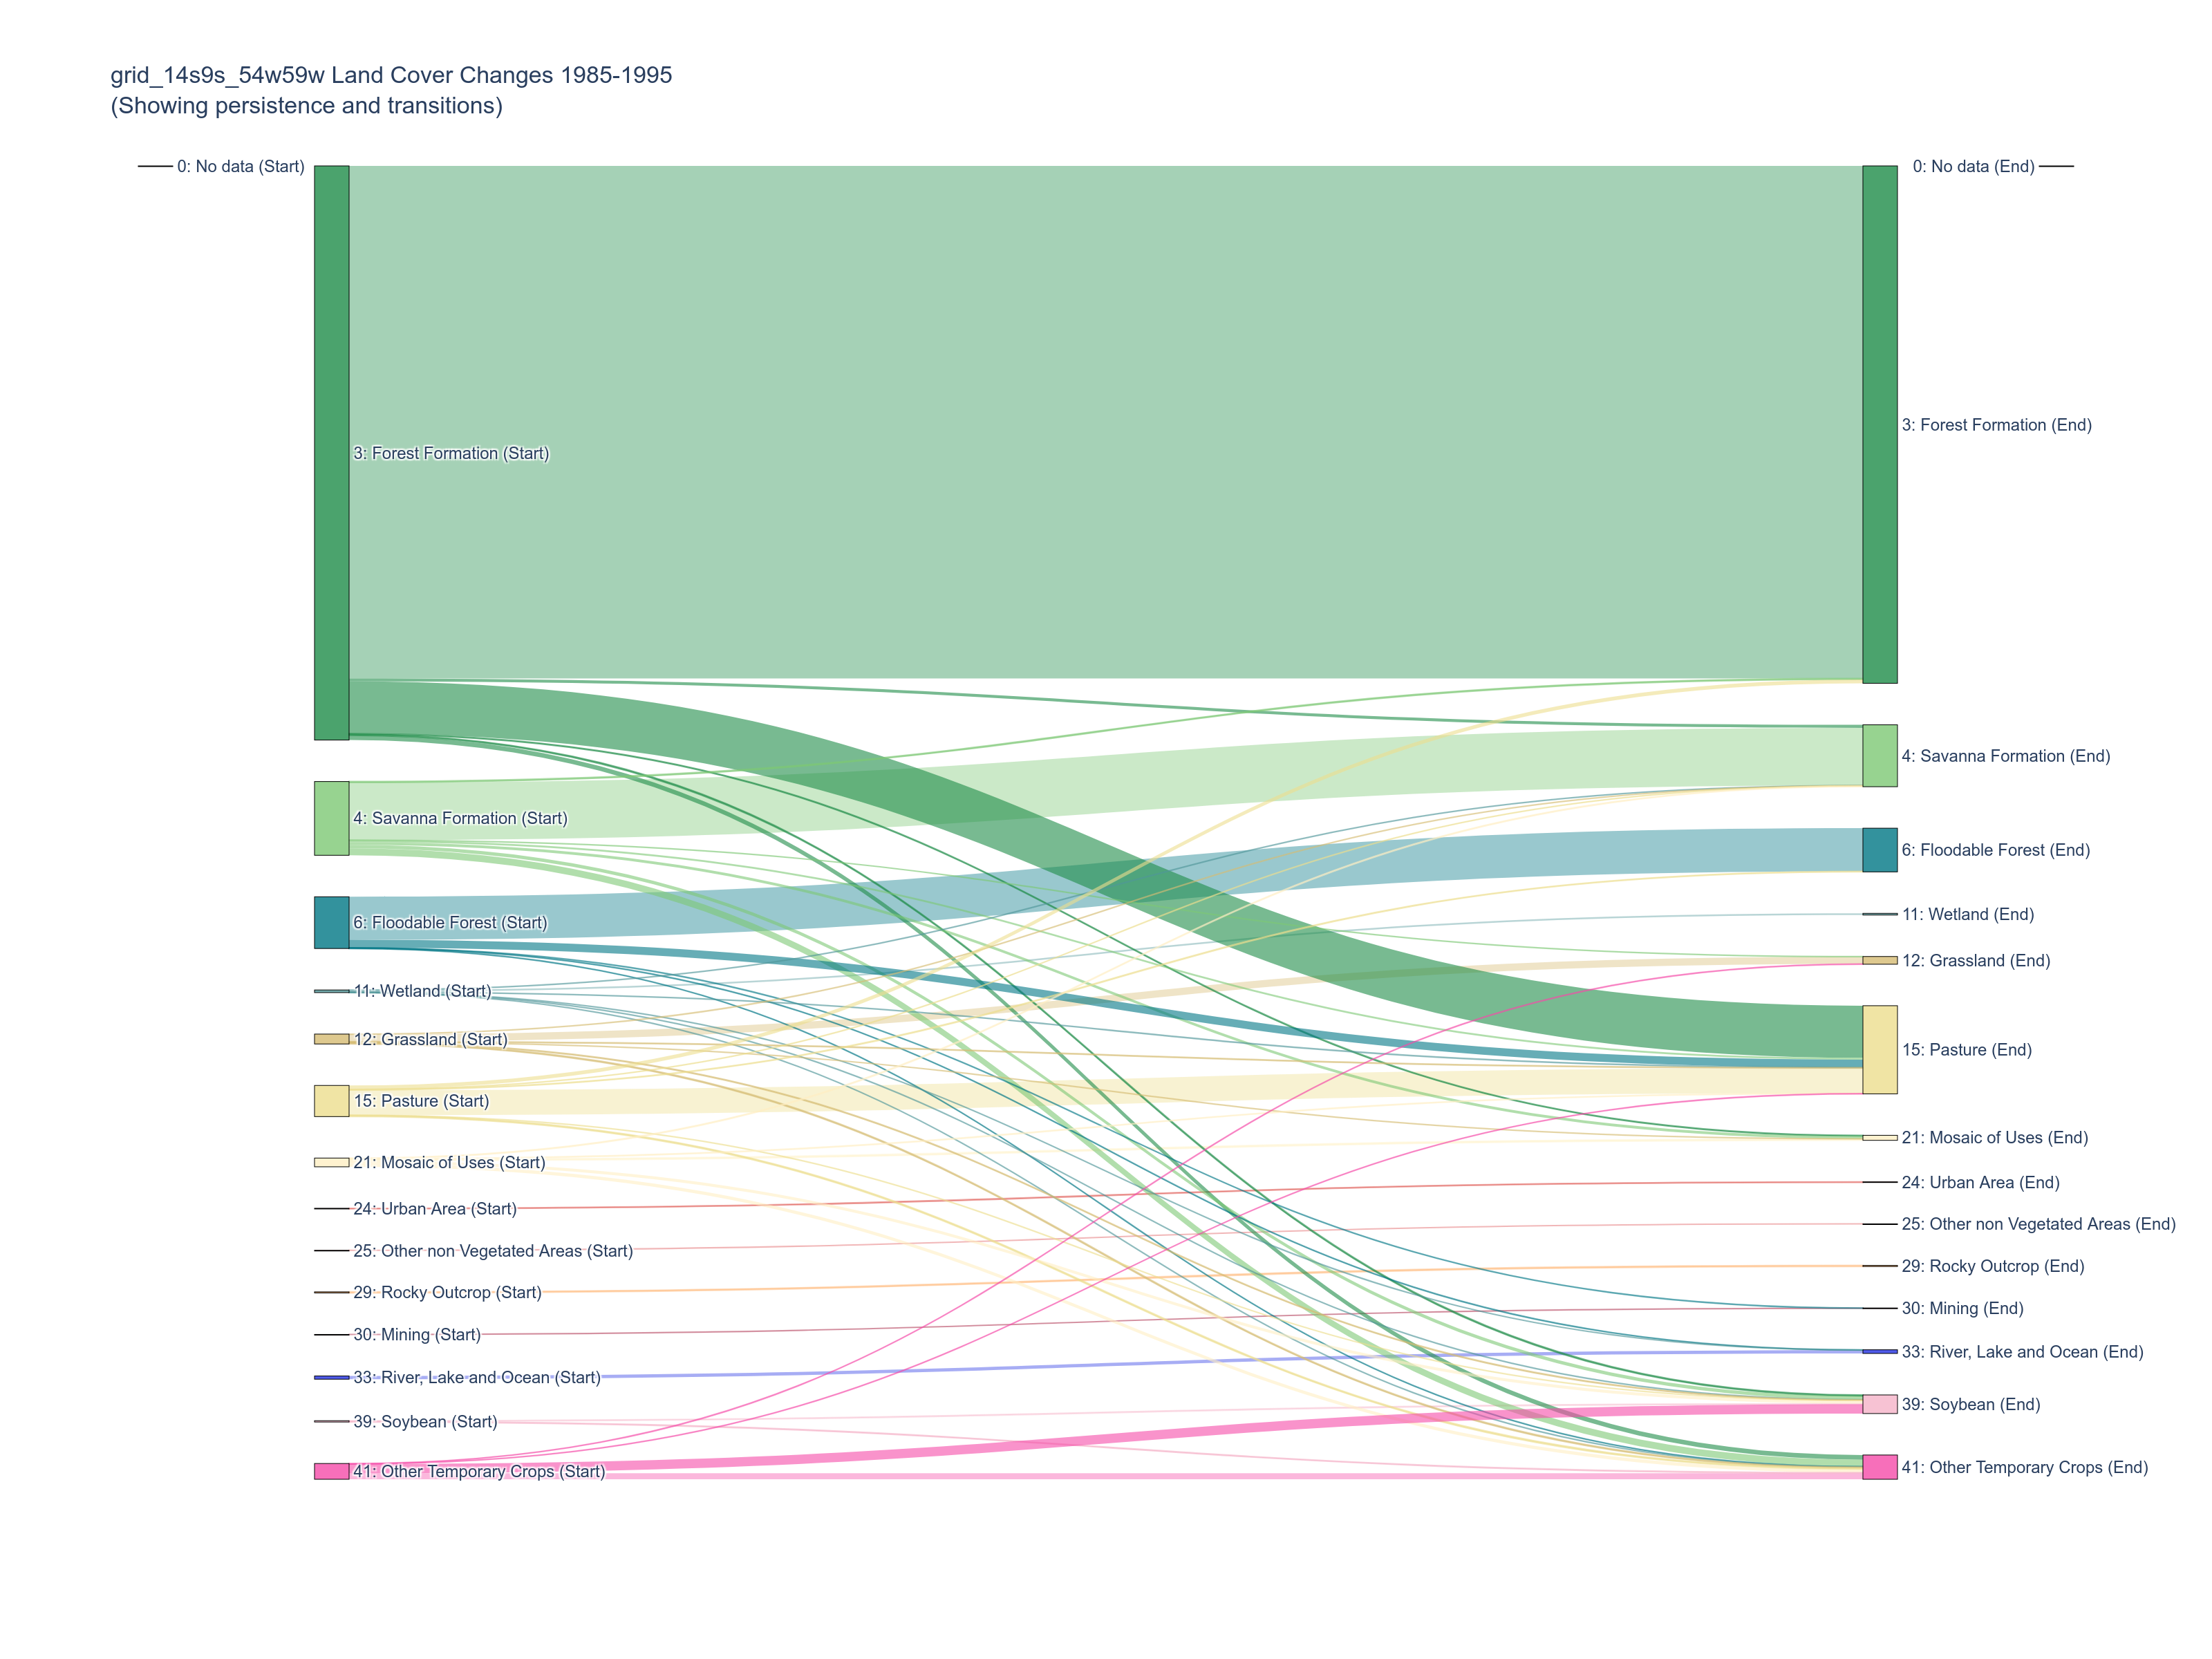 grid_14s9s_54w59w Land Cover Changes 1985-1995
(Showing persistence and transitions)
0: No data (Start)
3: Forest Formation (Start)
4: Savanna Formation (Start)
6: Floodable Forest (Start)
11: Wetland (Start)
12: Grassland (Start)
15: Pasture (Start)
21: Mosaic of Uses (Start)
24: Urban Area (Start)
25: Other non Vegetated Areas (Start)
29: Rocky Outcrop (Start)
30: Mining (Start)
33: River, Lake and Ocean (Start)
39: Soybean (Start)
41: Other Temporary Crops (Start)
0: No data (End)
3: Forest Formation (End)
4: Savanna Formation (End)
6: Floodable Forest (End)
11: Wetland (End)
12: Grassland (End)
15: Pasture (End)
21: Mosaic of Uses (End)
24: Urban Area (End)
25: Other non Vegetated Areas (End)
29: Rocky Outcrop (End)
30: Mining (End)
33: River, Lake and Ocean (End)
39: Soybean (End)
41: Other Temporary Crops (End)